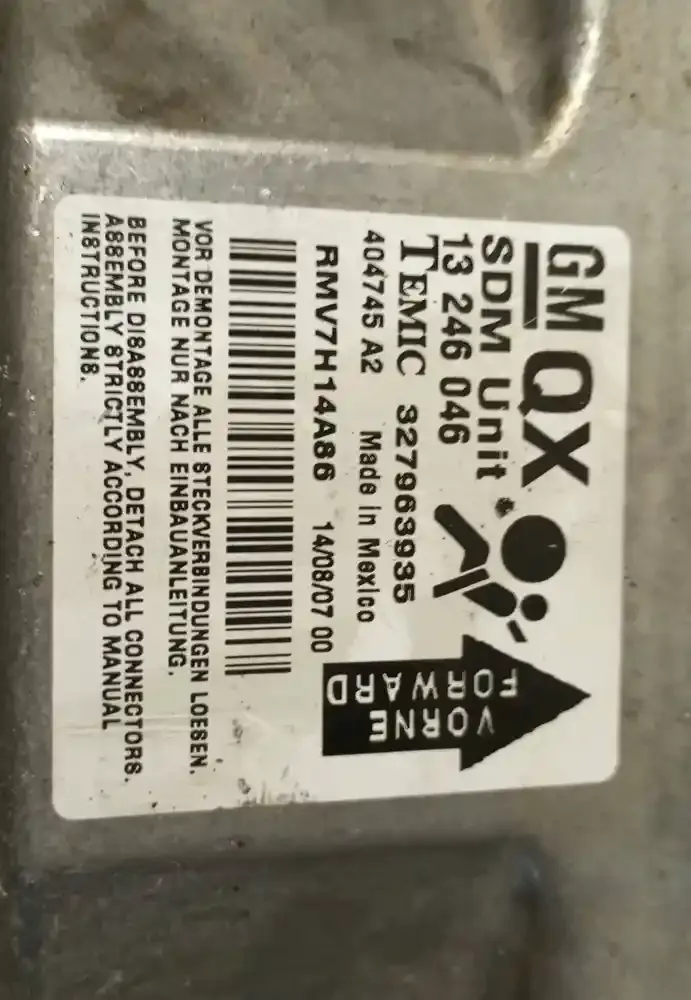 GM QX
SDM Unit
13 246 046
TEMIC 327963935
404745 A2 Made in Mexico
RMV7H14A86 14/08/07 00
VORNE
FORWARD
VOR DEMONTAGE ALLE STECKVERBINDUNGEN LOESEN.
MONTAGE NUR NACH EINBAUANLEITUNG.
BEFORE DISASSEMBLY, DETACH ALL CONNECTORS.
ASSEMBLY STRICTLY ACCORDING TO MANUAL
INSTRUCTIONS.